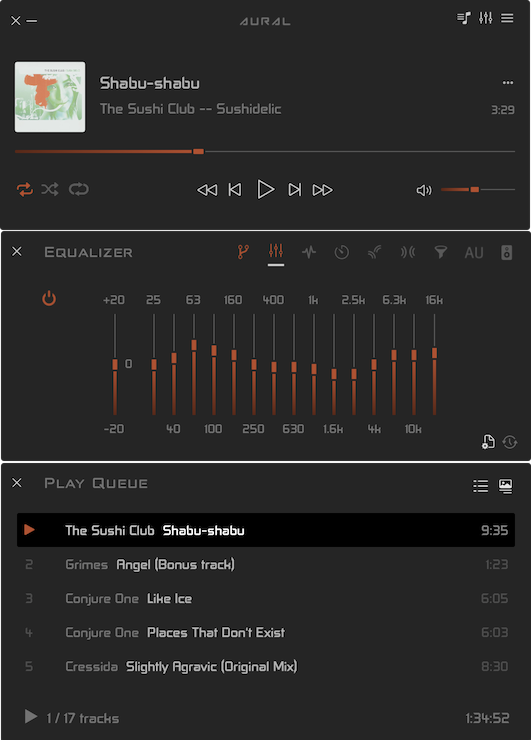 AURAL
Shabu-shabu
The Sushi Club -- Sushidelic
3:29
EQUALIZER
AU
+20 25 63 160 400 1k 2.5k 6.3k 16k
0
-20 40 100 250 630 1.6k 4k 10k
PLAY QUEUE
The Sushi Club Shabu-shabu 9:35
2 Grimes Angel (Bonus track) 1:23
3 Conjure One Like Ice 6:05
4 Conjure One Places That Don't Exist 6:03
5 Cressida Slightly Agravic (Original Mix) 8:30
1 / 17 tracks 1:34:52